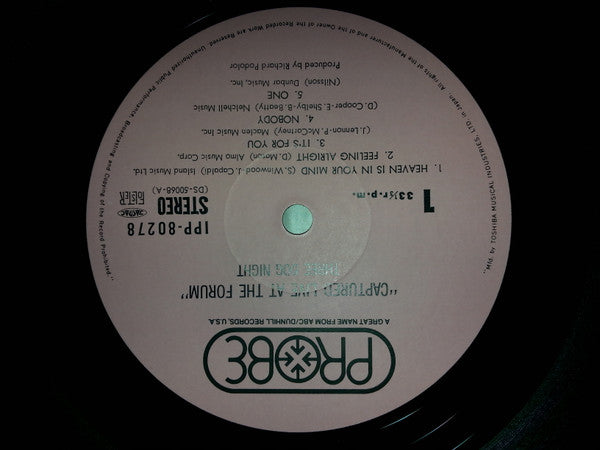 PROBE
A GREAT NAME FROM ABC/DUNHILL RECORDS, U.S.A.
"CAPTURED LIVE AT THE FORUM"
THREE DOG NIGHT
IPP-80278
STEREO
(DS-50068-A)
1
33⅓ r.p.m.
1. HEAVEN IS IN YOUR MIND (S. Winwood-J. Capaldi) Island Music Ltd.
2. FEELING ALRIGHT (D. Mason) Almo Music Corp.
3. IT'S FOR YOU
(J. Lennon-P. McCartney) Maclen Music Inc.
4. NOBODY
(D. Cooper-E. Shelby-B. Beatty) Netchell Music
5. ONE
(Nilsson) Dunbar Music, Inc.
Produced by Richard Podolor
"Mfd. by TOSHIBA MUSICAL INDUSTRIES, LTD. in Japan. All rights of the Manufacturer and of the Owner of the Recorded Work are Reserved. Unauthorized Public Performance, Broadcasting and Copying of the Record Prohibited."